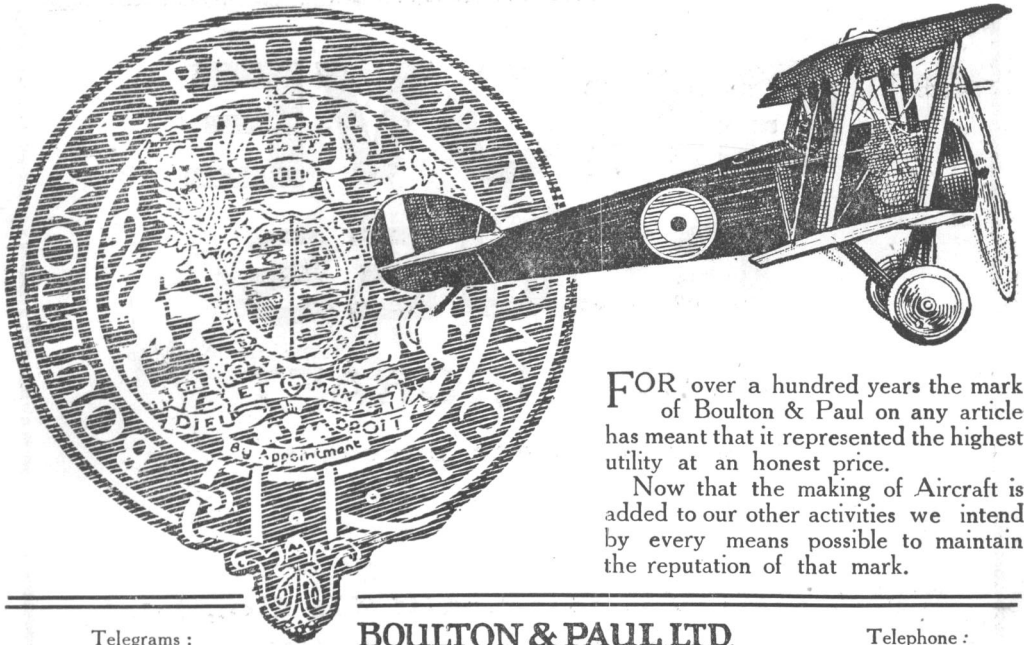 BOULTON · & · PAUL · LTD · NORWICH
HONI SOIT
DIEU ET MON DROIT
By Appointment
FOR over a hundred years the mark
of Boulton & Paul on any article
has meant that it represented the highest
utility at an honest price.
Now that the making of Aircraft is
added to our other activities we intend
by every means possible to maintain
the reputation of that mark.
Telegrams :
BOULTON & PAUL LTD
Telephone :